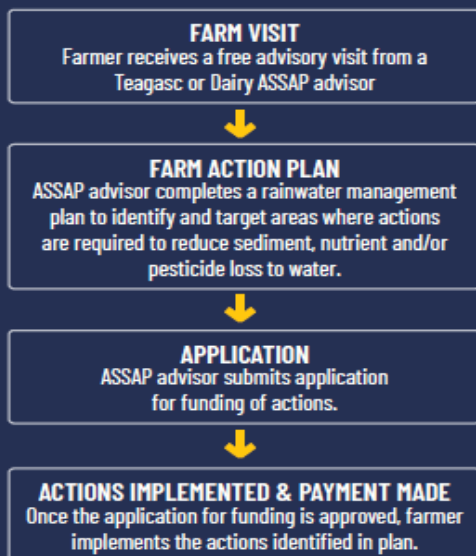 FARM VISIT
Farmer receives a free advisory visit from a
Teagasc or Dairy ASSAP advisor
FARM ACTION PLAN
ASSAP advisor completes a rainwater management
plan to identify and target areas where actions
are required to reduce sediment, nutrient and/or
pesticide loss to water.
APPLICATION
ASSAP advisor submits application
for funding of actions.
ACTIONS IMPLEMENTED & PAYMENT MADE
Once the application for funding is approved, farmer
implements the actions identified in plan.